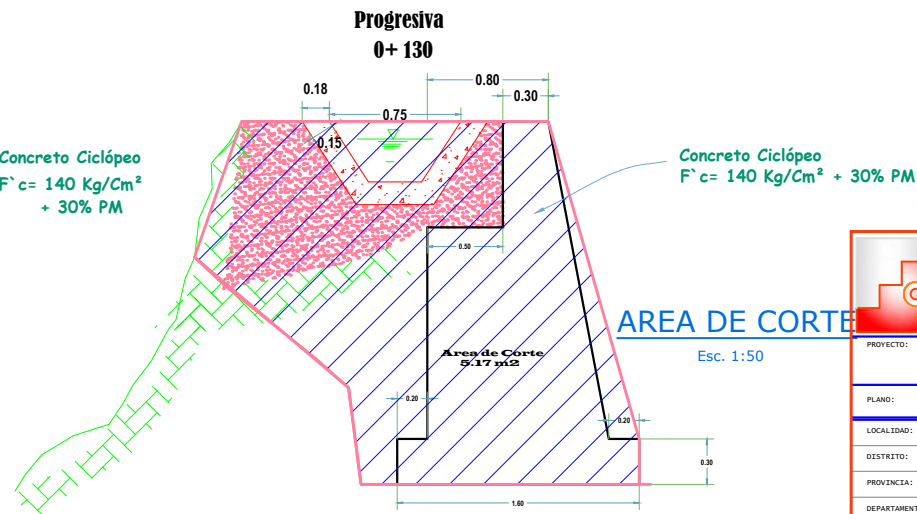 Progresiva
0+ 130
0.80
0.18
0.30
0.75
0.15
Concreto Ciclópeo
F`c= 140 Kg/Cm²
+ 30% PM
Concreto Ciclópeo
F`c= 140 Kg/Cm² + 30% PM
0.50
AREA DE CORTE
Esc. 1:50
Area de Corte
5.17 m2
0.20
0.20
0.30
1.60
PROYECTO:
PLANO:
LOCALIDAD:
DISTRITO:
PROVINCIA:
DEPARTAMENT